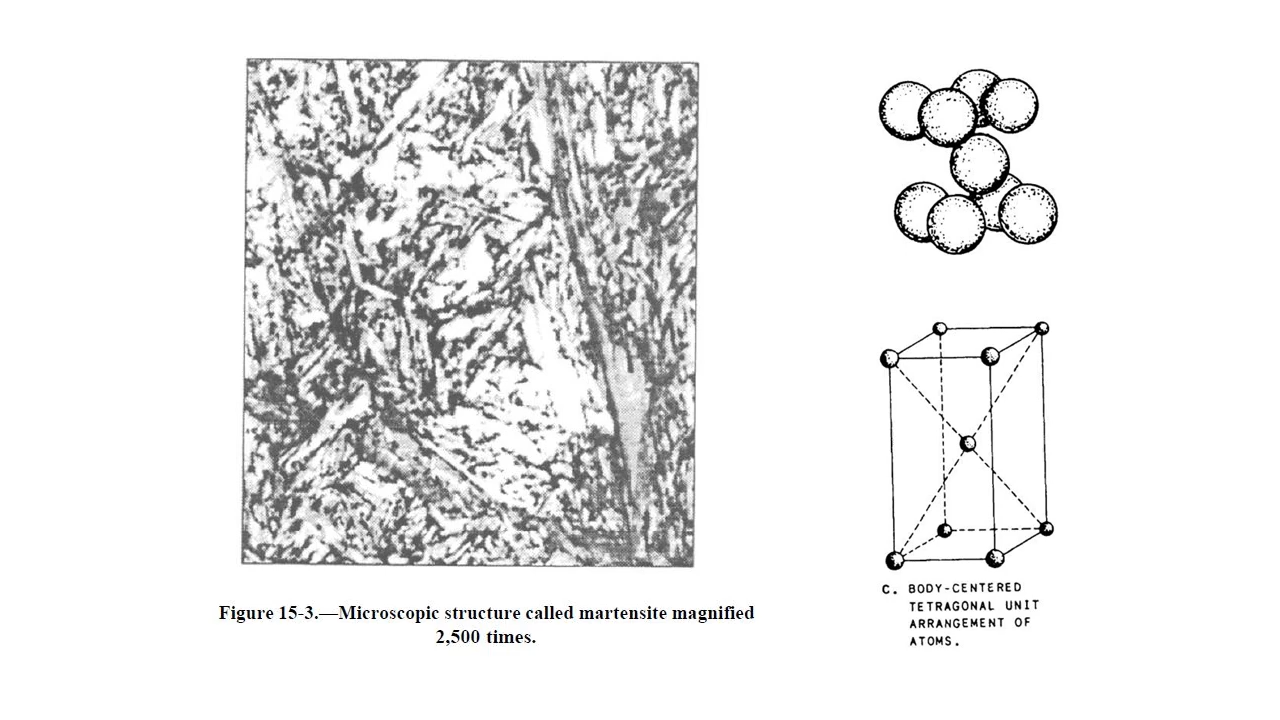 Figure 15-3.—Microscopic structure called martensite magnified
2,500 times.
C. BODY-CENTERED
TETRAGONAL UNIT
ARRANGEMENT OF
ATOMS.